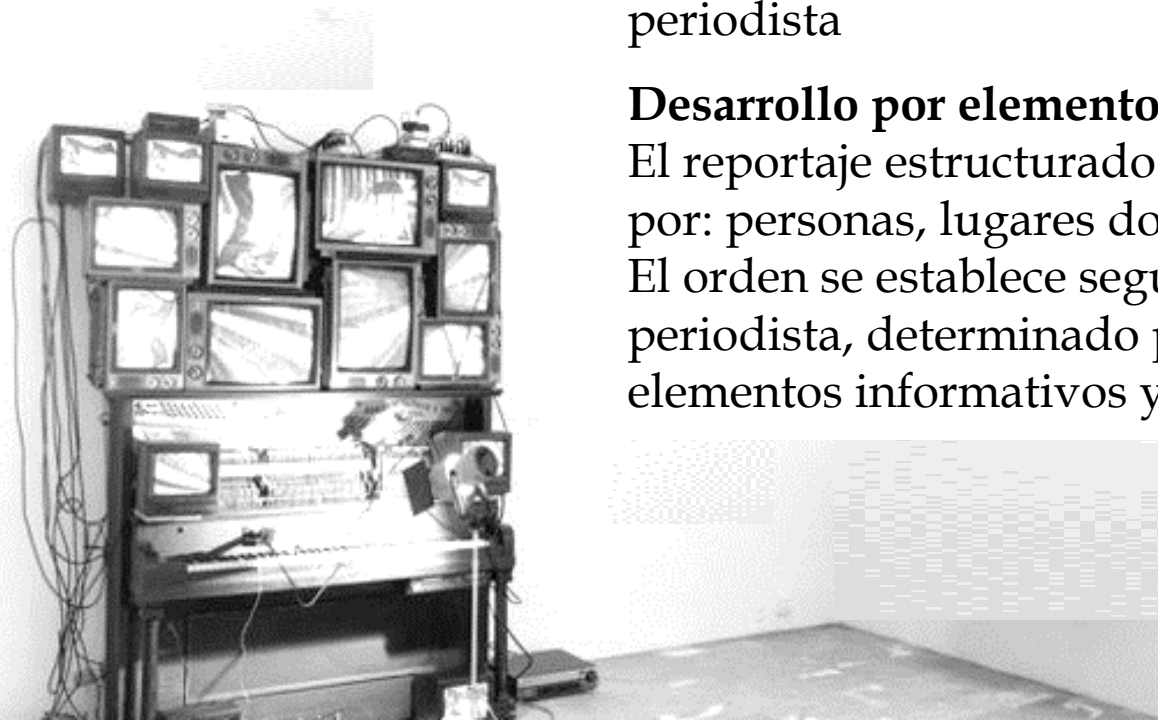 periodista
Desarrollo por elemento
El reportaje estructurado
por: personas, lugares do
El orden se establece segu
periodista, determinado p
elementos informativos y